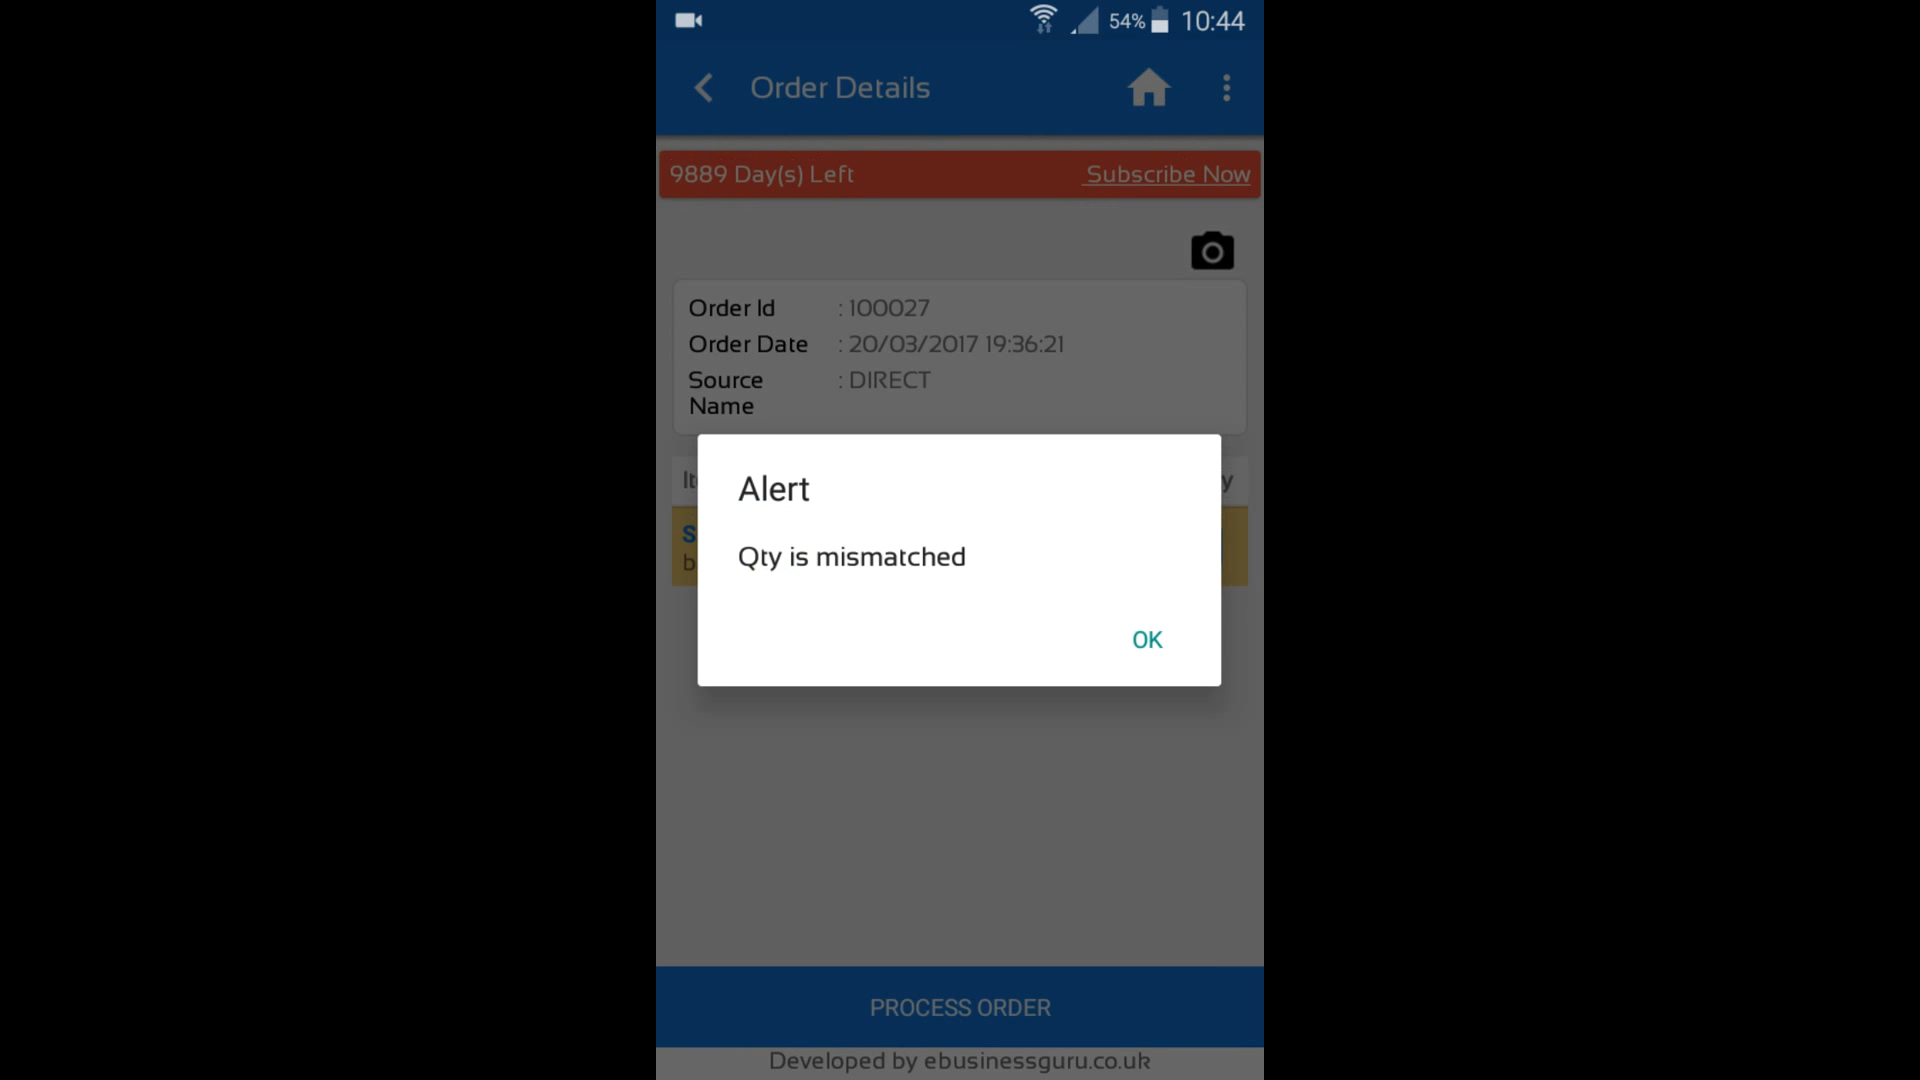 54% 10:44
Order Details
9889 Day(s) Left Subscribe Now
Order Id : 100027
Order Date : 20/03/2017 19:36:21
Source : DIRECT
Name
Alert
Qty is mismatched
OK
PROCESS ORDER
Developed by ebusinessguru.co.uk